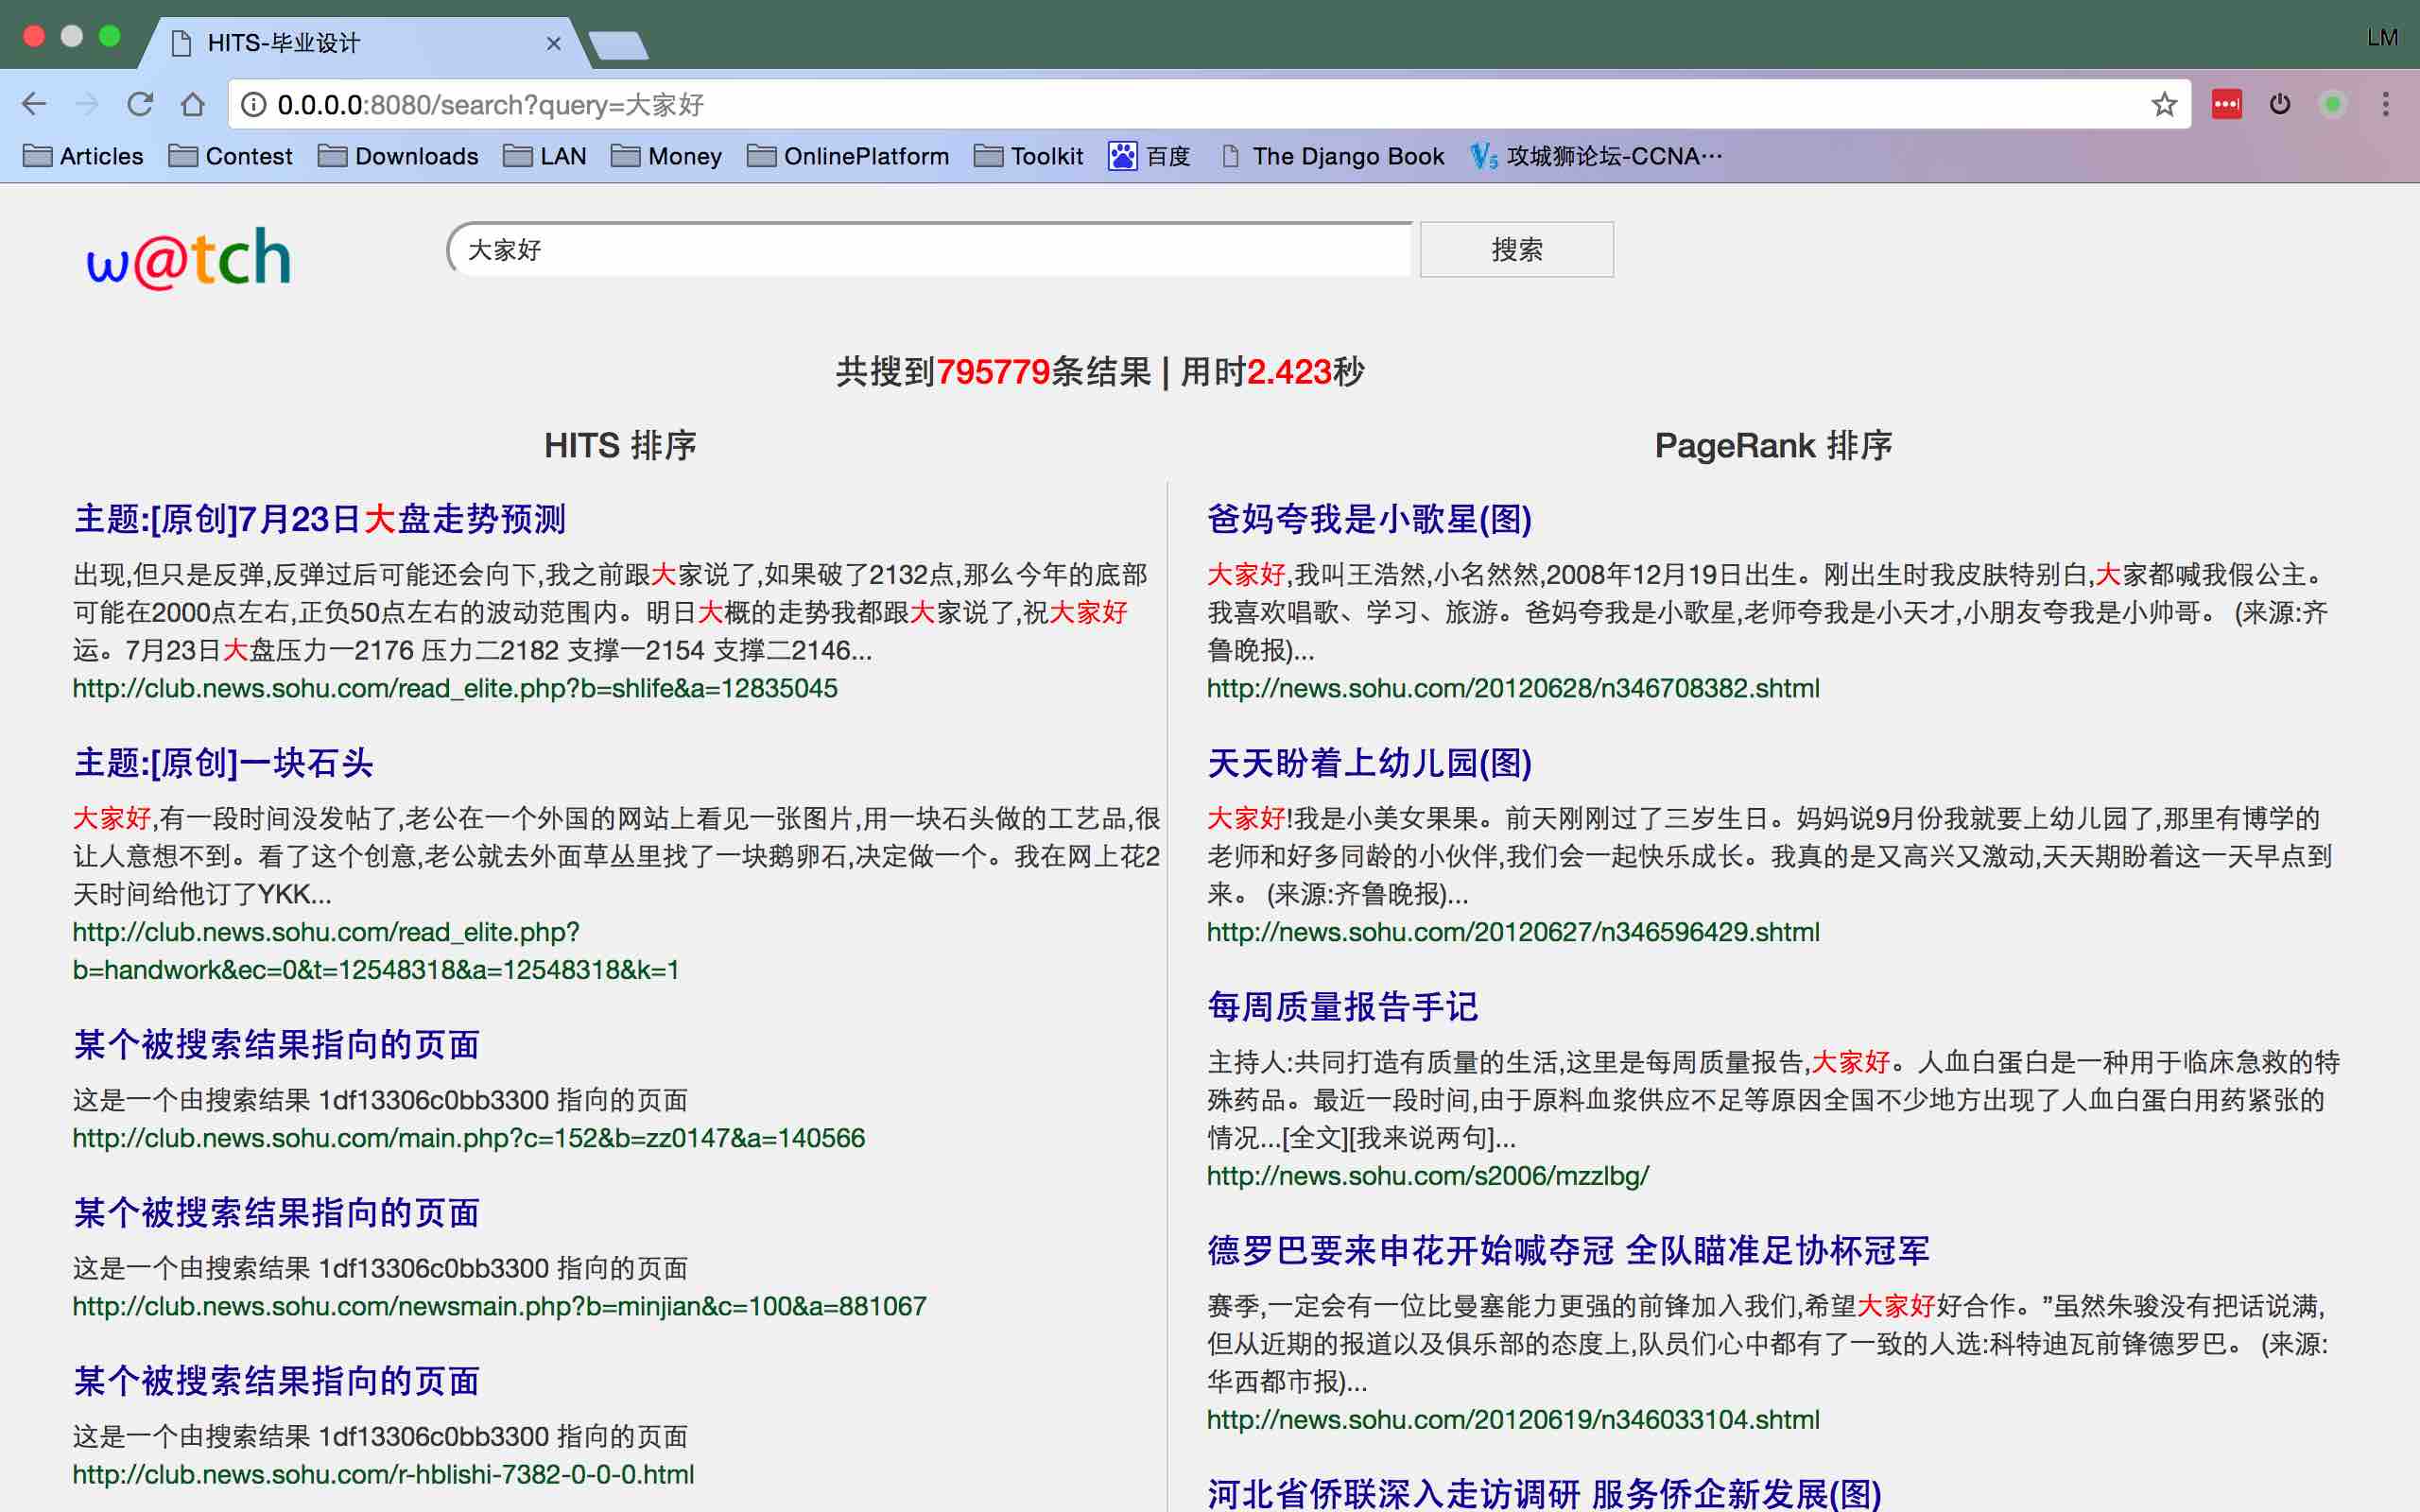 HITS-毕业设计
LM
0.0.0.0:8080/search?query=大家好
Articles Contest Downloads LAN Money OnlinePlatform Toolkit 百度 The Django Book 攻城狮论坛-CCNA…
w@tch
大家好
搜索
共搜到795779条结果 | 用时2.423秒
HITS 排序
主题:[原创]7月23日大盘走势预测
出现,但只是反弹,反弹过后可能还会向下,我之前跟大家说了,如果破了2132点,那么今年的底部
可能在2000点左右,正负50点左右的波动范围内。明日大概的走势我都跟大家说了,祝大家好
运。7月23日大盘压力一2176 压力二2182 支撑一2154 支撑二2146...
http://club.news.sohu.com/read_elite.php?b=shlife&a=12835045
主题:[原创]一块石头
大家好,有一段时间没发帖了,老公在一个外国的网站上看见一张图片,用一块石头做的工艺品,很
让人意想不到。看了这个创意,老公就去外面草丛里找了一块鹅卵石,决定做一个。我在网上花2
天时间给他订了YKK...
http://club.news.sohu.com/read_elite.php?
b=handwork&ec=0&t=12548318&a=12548318&k=1
某个被搜索结果指向的页面
这是一个由搜索结果 1df13306c0bb3300 指向的页面
http://club.news.sohu.com/main.php?c=152&b=zz0147&a=140566
某个被搜索结果指向的页面
这是一个由搜索结果 1df13306c0bb3300 指向的页面
http://club.news.sohu.com/newsmain.php?b=minjian&c=100&a=881067
某个被搜索结果指向的页面
这是一个由搜索结果 1df13306c0bb3300 指向的页面
http://club.news.sohu.com/r-hblishi-7382-0-0-0.html
PageRank 排序
爸妈夸我是小歌星(图)
大家好,我叫王浩然,小名然然,2008年12月19日出生。刚出生时我皮肤特别白,大家都喊我假公主。
我喜欢唱歌、学习、旅游。爸妈夸我是小歌星,老师夸我是小天才,小朋友夸我是小帅哥。 (来源:齐
鲁晚报)...
http://news.sohu.com/20120628/n346708382.shtml
天天盼着上幼儿园(图)
大家好!我是小美女果果。前天刚刚过了三岁生日。妈妈说9月份我就要上幼儿园了,那里有博学的
老师和好多同龄的小伙伴,我们会一起快乐成长。我真的是又高兴又激动,天天期盼着这一天早点到
来。 (来源:齐鲁晚报)...
http://news.sohu.com/20120627/n346596429.shtml
每周质量报告手记
主持人:共同打造有质量的生活,这里是每周质量报告,大家好。人血白蛋白是一种用于临床急救的特
殊药品。最近一段时间,由于原料血浆供应不足等原因全国不少地方出现了人血白蛋白用药紧张的
情况...[全文][我来说两句]...
http://news.sohu.com/s2006/mzzlbg/
德罗巴要来申花开始喊夺冠 全队瞄准足协杯冠军
赛季,一定会有一位比曼塞能力更强的前锋加入我们,希望大家好好合作。”虽然朱骏没有把话说满,
但从近期的报道以及俱乐部的态度上,队员们心中都有了一致的人选:科特迪瓦前锋德罗巴。 (来源:
华西都市报)...
http://news.sohu.com/20120619/n346033104.shtml
河北省侨联深入走访调研 服务侨企新发展(图)